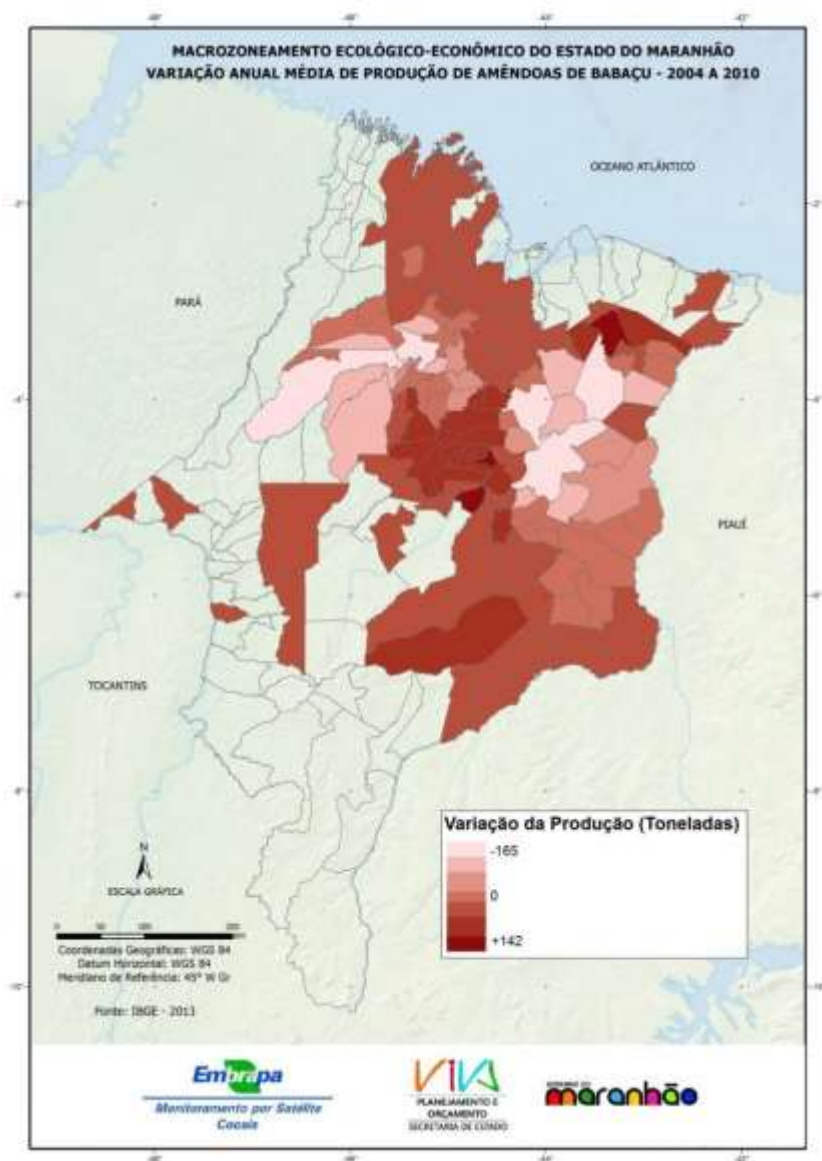 MACROZONEAMENTO ECOLÓGICO-ECONÔMICO DO ESTADO DO MARANHÃO
VARIAÇÃO ANUAL MÉDIA DE PRODUÇÃO DE AMÊNDOAS DE BABAÇU - 2004 A 2010
OCEANO ATLÂNTICO
PARÁ
PIAUÍ
TOCANTINS
Variação da Produção (Toneladas)
-165
0
+142
N
ESCALA GRÁFICA
Coordenadas Geográficas: WGS 84
Datum Horizontal: WGS 84
Meridiano de Referência: 45° W Gr
Fonte: IBGE - 2013
Embrapa
Monitoramento por Satélite
Cocais
VIVA
PLANEJAMENTO E
ORÇAMENTO
SECRETARIA DE ESTADO
GOVERNO DO
maranhão